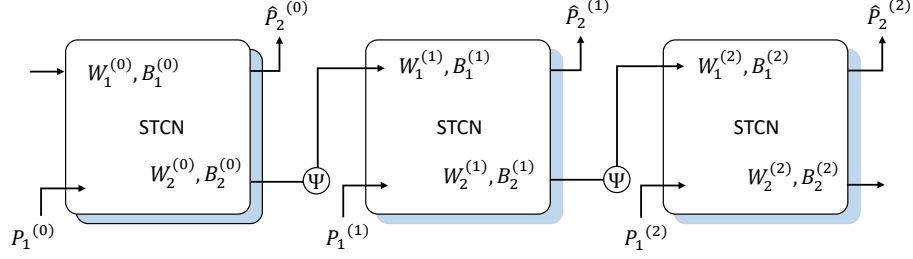 P̂₂⁽⁰⁾ P̂₂⁽¹⁾ P̂₂⁽²⁾
W₁⁽⁰⁾, B₁⁽⁰⁾ W₁⁽¹⁾, B₁⁽¹⁾ W₁⁽²⁾, B₁⁽²⁾
STCN STCN STCN
W₂⁽⁰⁾, B₂⁽⁰⁾ Ψ W₂⁽¹⁾, B₂⁽¹⁾ Ψ W₂⁽²⁾, B₂⁽²⁾
P₁⁽⁰⁾ P₁⁽¹⁾ P₁⁽²⁾